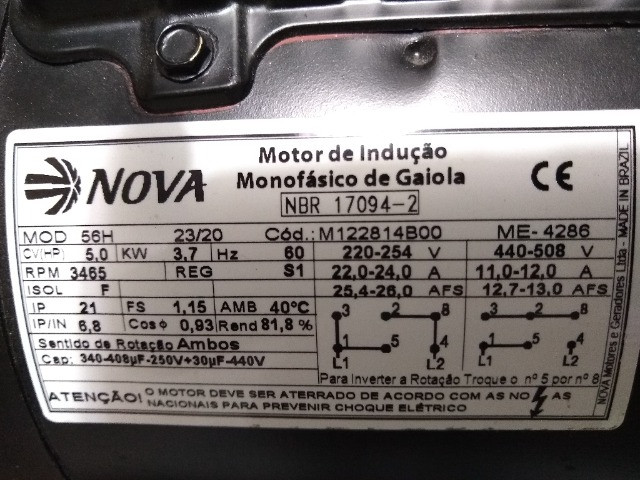 NOVA
Motor de Indução
Monofásico de Gaiola
NBR 17094-2
CE
MOD 56H 23/20 Cód.: M122814B00 ME-4286
CV(HP) 5,0 KW 3,7 Hz 60 220-254 V 440-508 V
RPM 3465 REG S1 22,0-24,0 A 11,0-12,0 A
ISOL F 25,4-26,0 AFS 12,7-13,0 AFS
IP 21 FS 1,15 AMB 40°C
IP/IN 6,8 Cos φ 0,93 Rend 81,8 %
Sentido de Rotação Ambos
Cap: 340-408µF-250V+30µF-440V
3 2 8 3 2 8
1 5 4 1 5 4
L1 L2 L1 L2
Para Inverter a Rotação Troque o nº 5 por nº 8
ATENÇÃO! O MOTOR DEVE SER ATERRADO DE ACORDO COM AS NORMAS
NACIONAIS PARA PREVENIR CHOQUE ELÉTRICO
NOVA Motores e Geradores Ltda - MADE IN BRAZIL